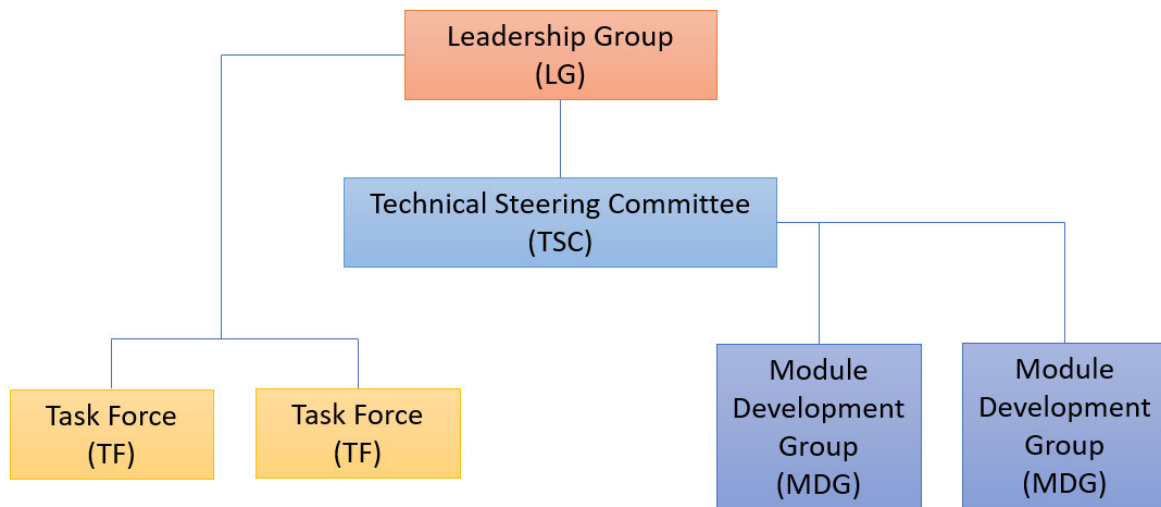 Leadership Group
(LG)
Technical Steering Committee
(TSC)
Task Force
(TF)
Task Force
(TF)
Module
Development
Group
(MDG)
Module
Development
Group
(MDG)